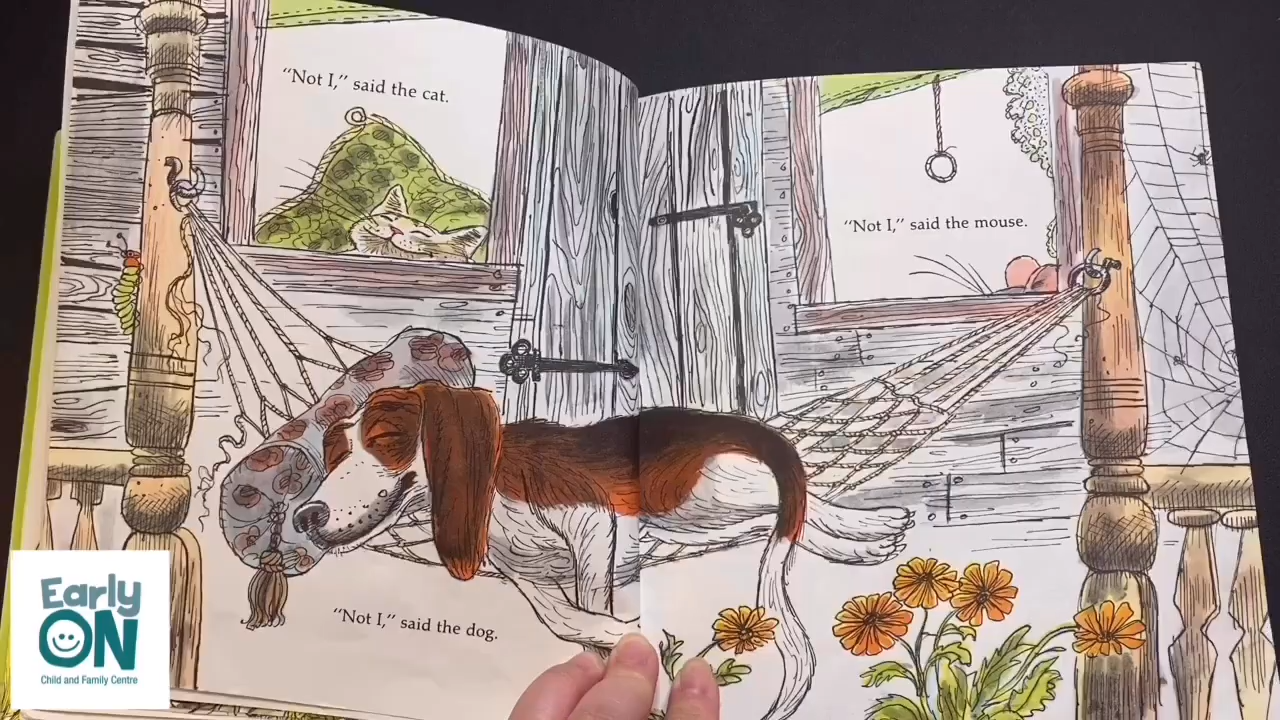 “Not I,” said the cat.
“Not I,” said the dog.
“Not I,” said the mouse.
Early
ON
Child and Family Centre